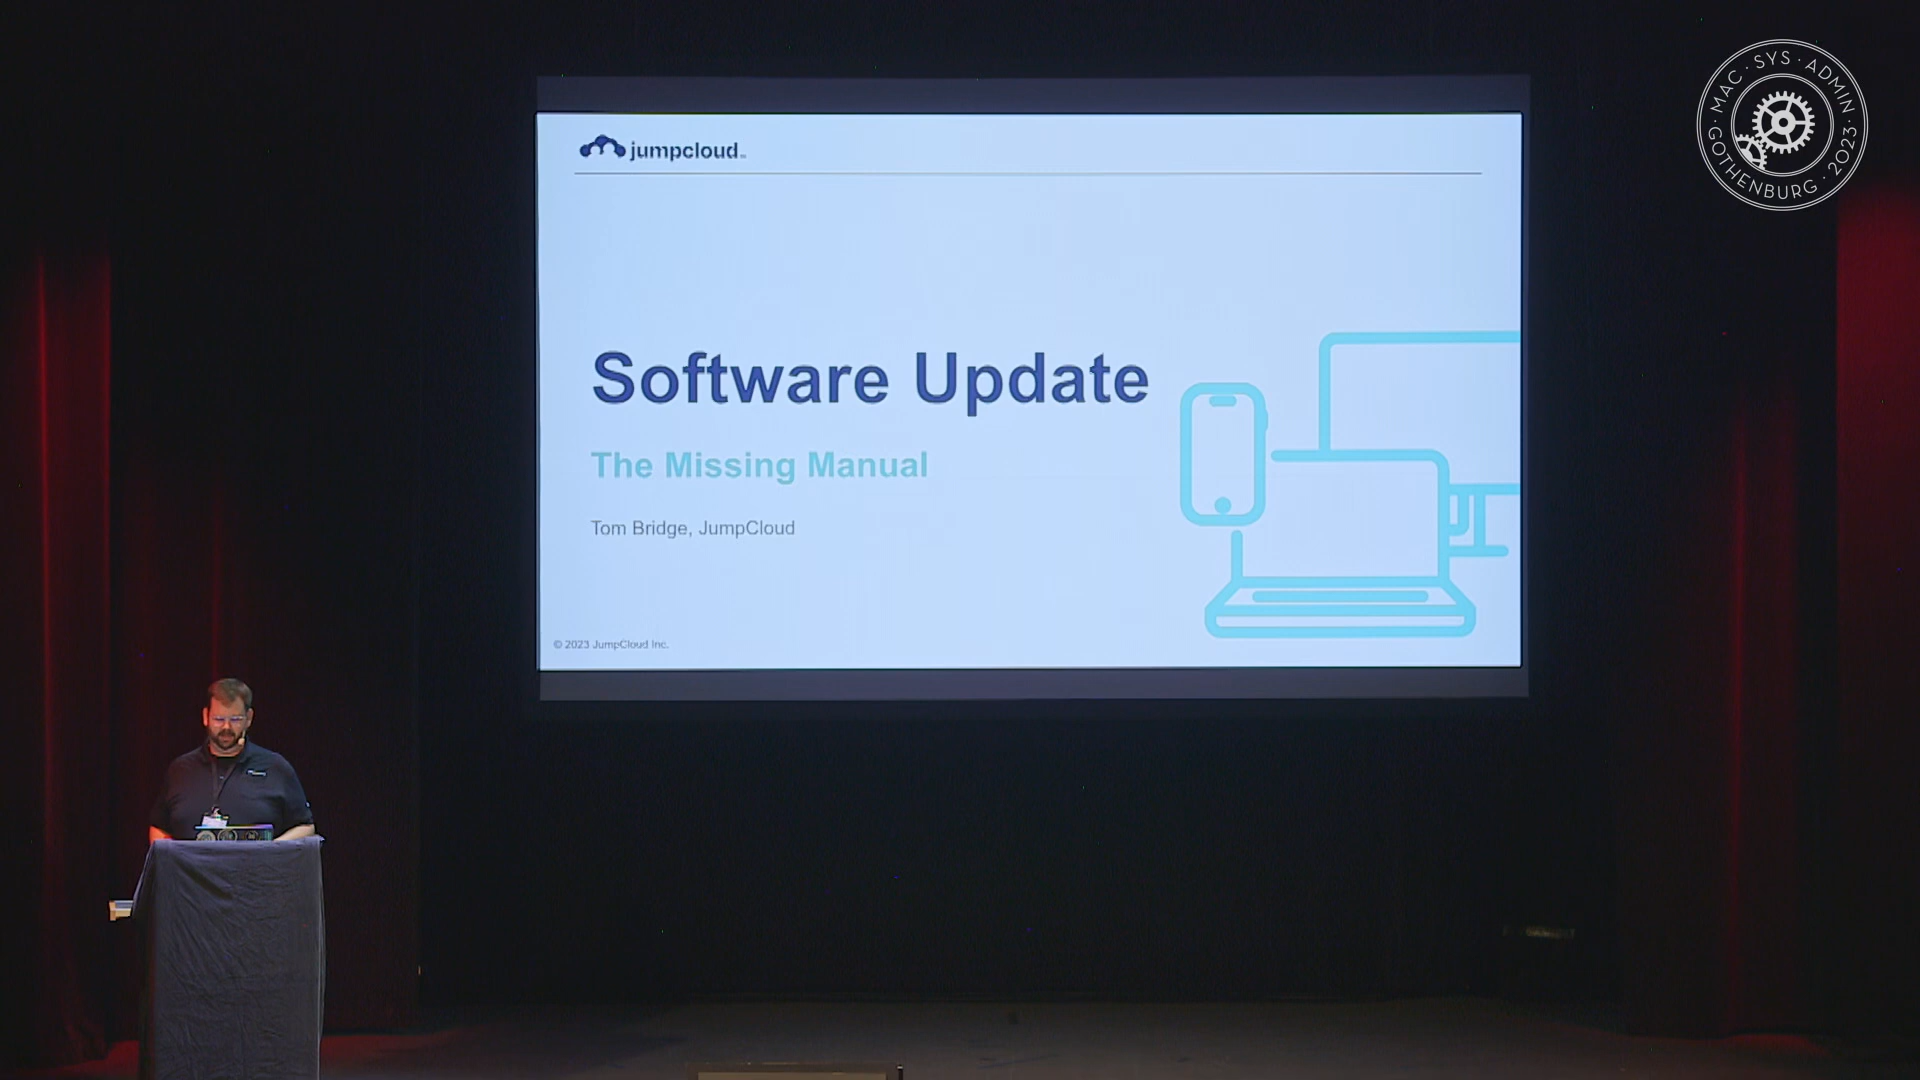 jumpcloud
Software Update
The Missing Manual
Tom Bridge, JumpCloud
© 2023 JumpCloud Inc.
MAC · SYS · ADMIN · 2023 · GOTHENBURG ·